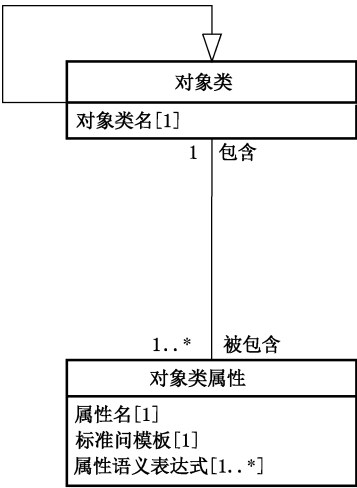 对象类
对象类名[1]
1 包含
1..* 被包含
对象类属性
属性名[1]
标准问模板[1]
属性语义表达式[1..*]